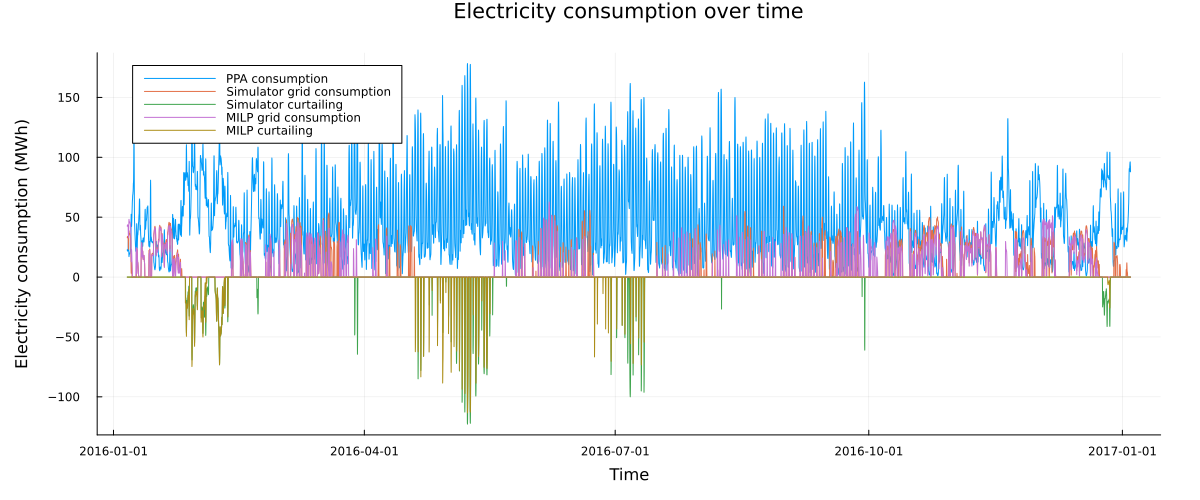 Electricity consumption over time
PPA consumption
Simulator grid consumption
Simulator curtailing
MILP grid consumption
MILP curtailing
Electricity consumption (MWh)
150
100
50
0
−50
−100
2016-01-01
2016-04-01
2016-07-01
2016-10-01
2017-01-01
Time